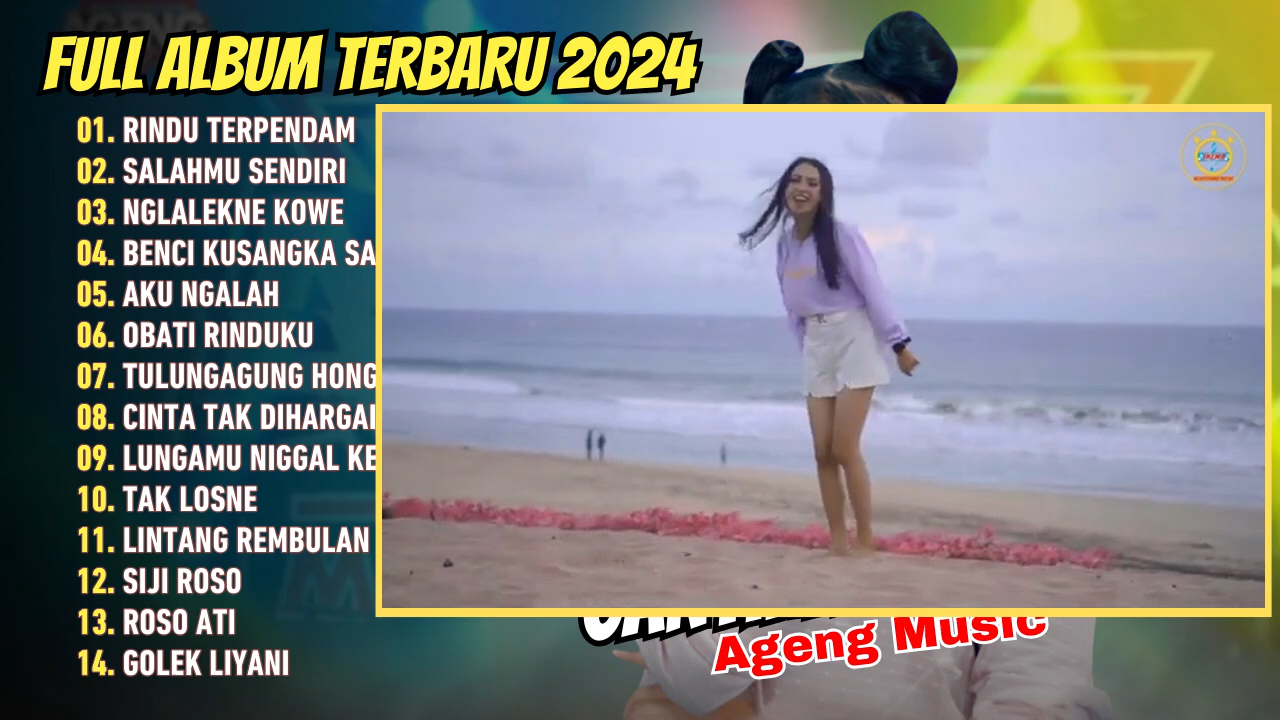 FULL ALBUM TERBARU 2024
01. RINDU TERPENDAM
02. SALAHMU SENDIRI
03. NGLALEKNE KOWE
04. BENCI KUSANGKA SA
05. AKU NGALAH
06. OBATI RINDUKU
07. TULUNGAGUNG HONG
08. CINTA TAK DIHARGAI
09. LUNGAMU NIGGAL KE
10. TAK LOSNE
11. LINTANG REMBULAN
12. SIJI ROSO
13. ROSO ATI
14. GOLEK LIYANI
Ageng Music